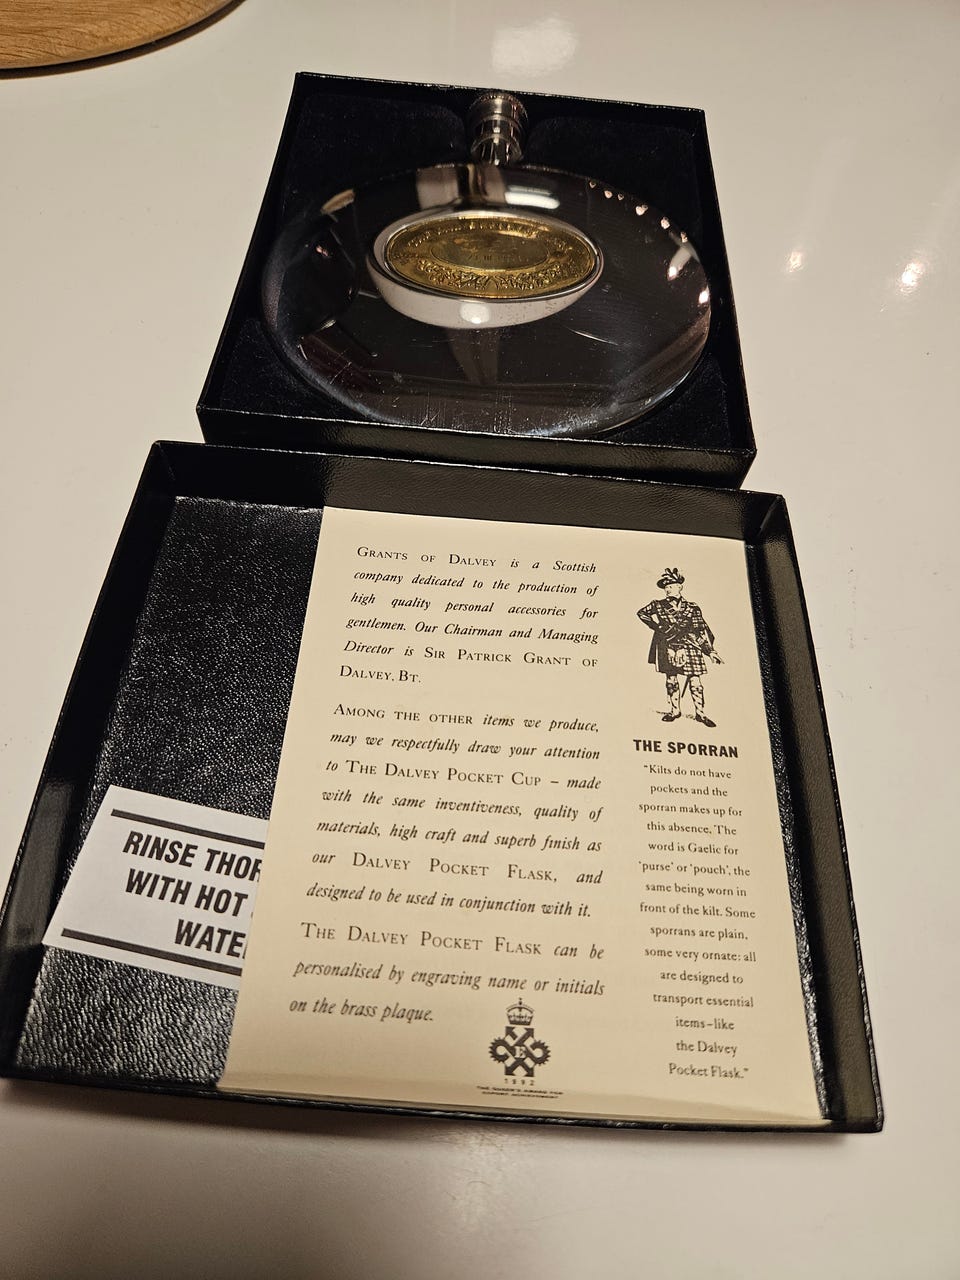 GRANTS OF DALVEY is a Scottish
company dedicated to the production of
high quality personal accessories for
gentlemen. Our Chairman and Managing
Director is SIR PATRICK GRANT OF
DALVEY, BT.
AMONG THE OTHER items we produce,
may we respectfully draw your attention
to THE DALVEY POCKET CUP – made
with the same inventiveness, quality of
materials, high craft and superb finish as
our DALVEY POCKET FLASK, and
designed to be used in conjunction with it.
THE DALVEY POCKET FLASK can be
personalised by engraving name or initials
on the brass plaque.
E
1992
THE QUEEN'S AWARD FOR
EXPORT ACHIEVEMENT
THE SPORRAN
"Kilts do not have
pockets and the
sporran makes up for
this absence. The
word is Gaelic for
'purse' or 'pouch', the
same being worn in
front of the kilt. Some
sporrans are plain,
some very ornate: all
are designed to
transport essential
items–like
the Dalvey
Pocket Flask."
RINSE THOR
WITH HOT
WATE